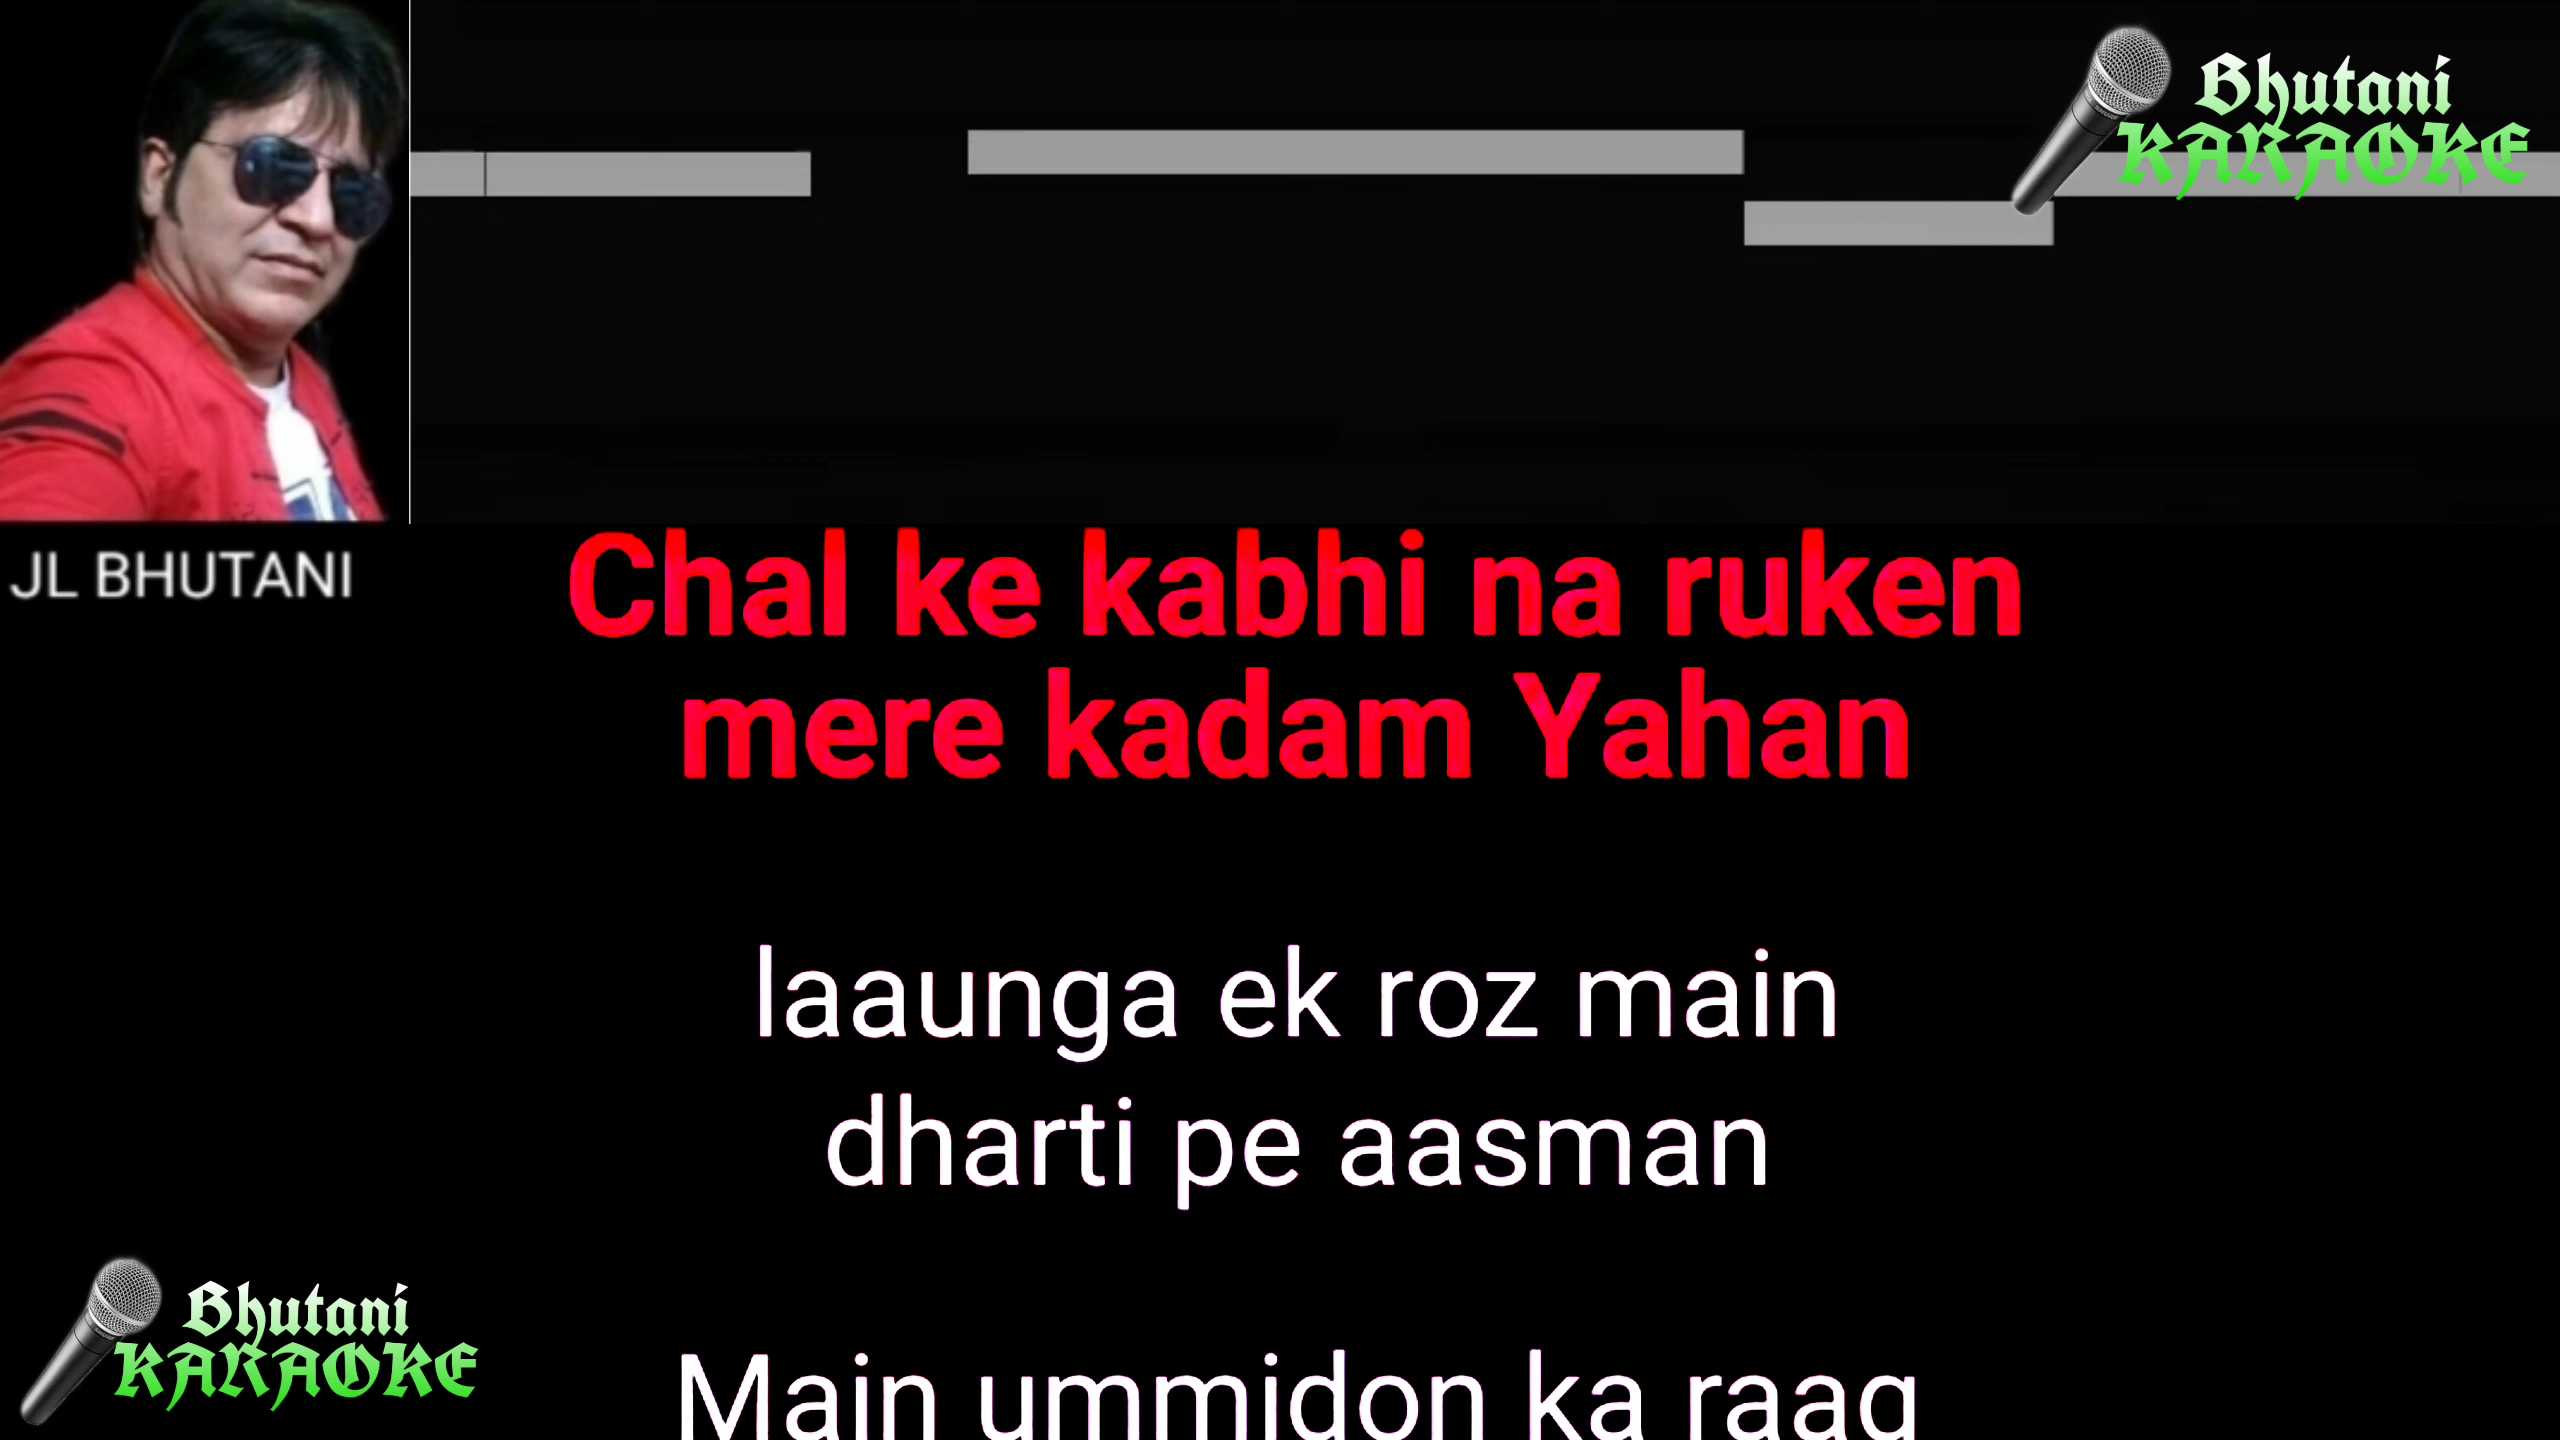 Bhutani
KARAOKE
JL BHUTANI
Chal ke kabhi na ruken
mere kadam Yahan
laaunga ek roz main
dharti pe aasman
Bhutani
KARAOKE
Main ummidon ka raag